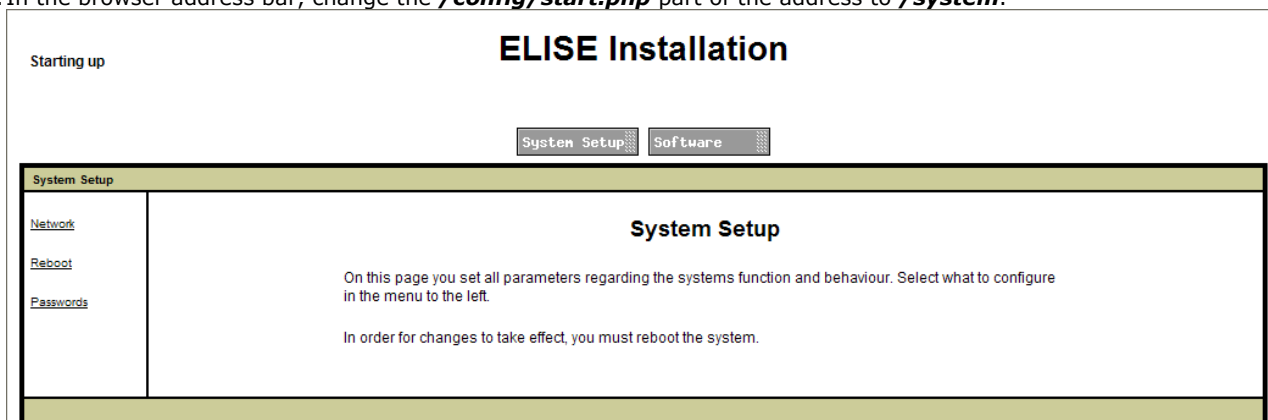 In the browser address bar, change the /config/start.php part of the address to /system.
Starting up
ELISE Installation
System Setup
Software
System Setup
Network
Reboot
Passwords
System Setup
On this page you set all parameters regarding the systems function and behaviour. Select what to configure
in the menu to the left.
In order for changes to take effect, you must reboot the system.